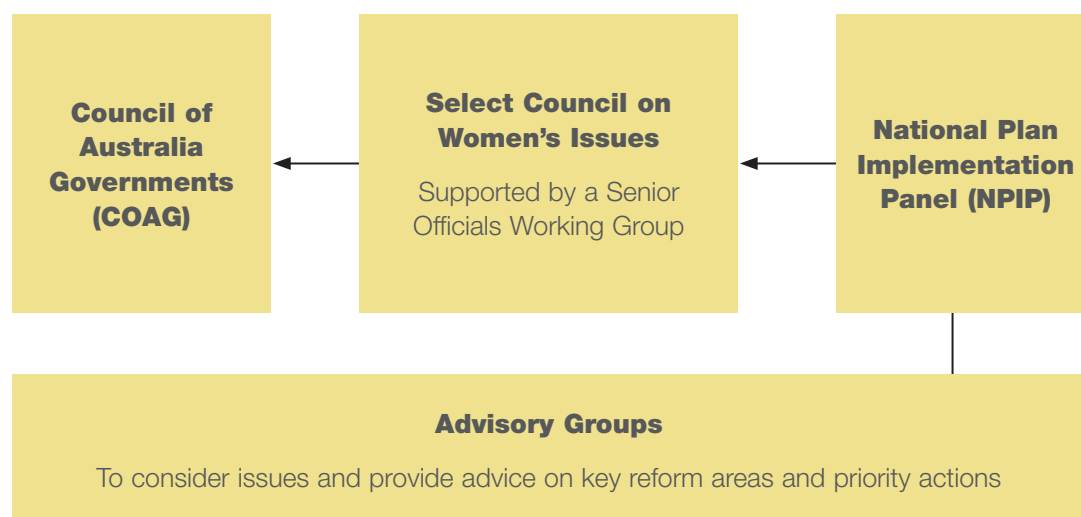 Council of
Australia
Governments
(COAG)
Select Council on
Women's Issues
Supported by a Senior
Officials Working Group
National Plan
Implementation
Panel (NPIP)
Advisory Groups
To consider issues and provide advice on key reform areas and priority actions